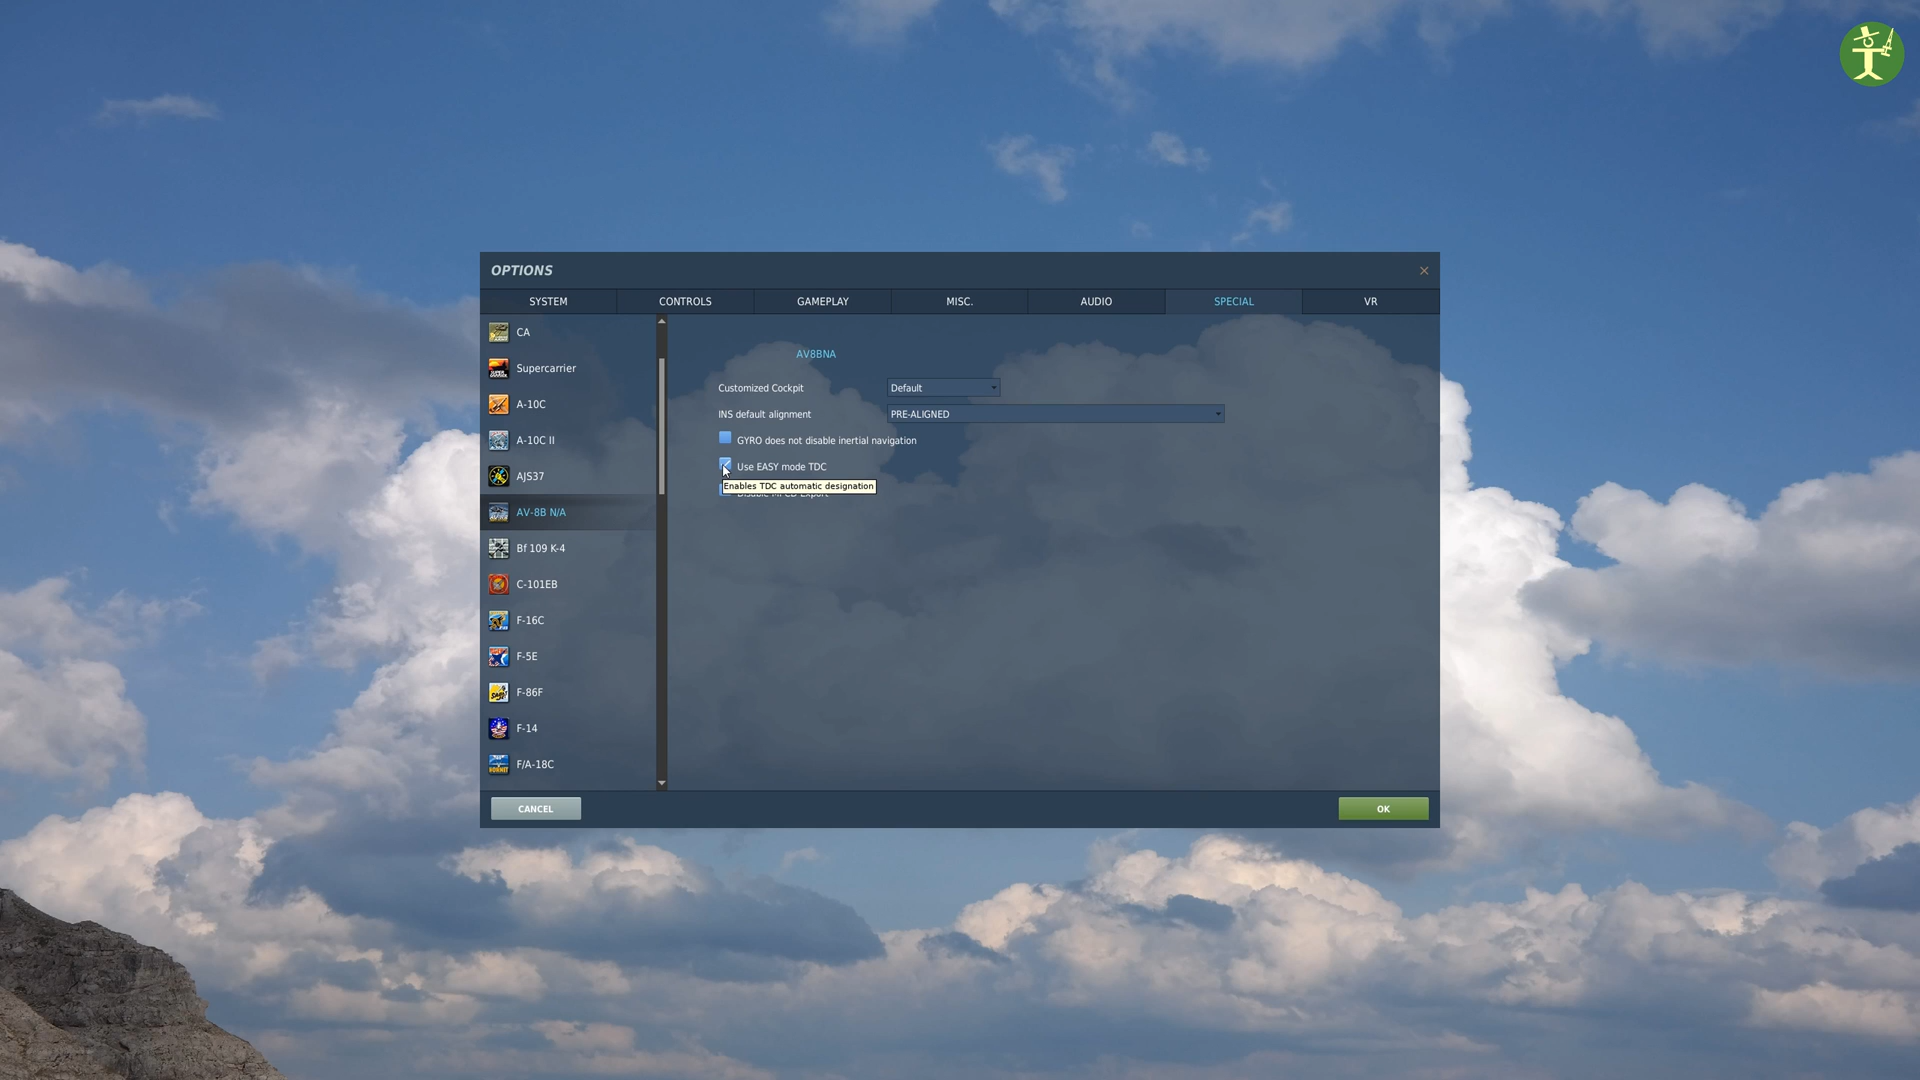 OPTIONS
SYSTEM
CONTROLS
GAMEPLAY
MISC.
AUDIO
SPECIAL
VR
CA
Supercarrier
A-10C
A-10C II
AJS37
AV-8B N/A
Bf 109 K-4
C-101EB
F-16C
F-5E
F-86F
F-14
F/A-18C
AV8BNA
Customized Cockpit
Default
INS default alignment
PRE-ALIGNED
GYRO does not disable inertial navigation
Use EASY mode TDC
Enables TDC automatic designation
CANCEL
OK